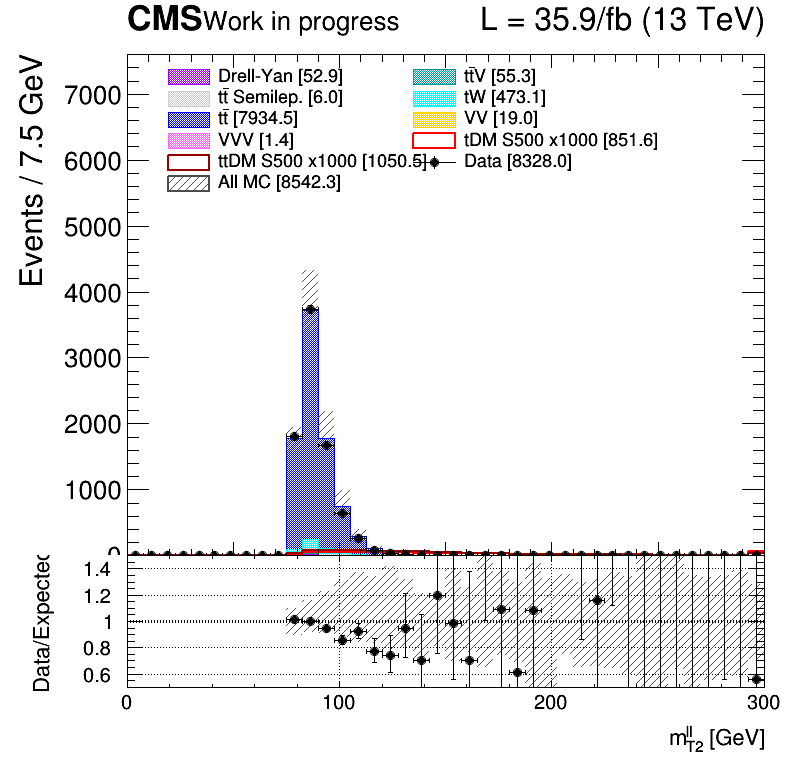 CMS Work in progress L = 35.9/fb (13 TeV)
Events / 7.5 GeV
7000
6000
5000
4000
3000
2000
1000
0
Drell-Yan [52.9]
tt̄V [55.3]
tt̄ Semilep. [6.0]
tW [473.1]
tt̄ [7934.5]
VV [19.0]
VVV [1.4]
tDM S500 x1000 [851.6]
ttDM S500 x1000 [1050.5]
Data [8328.0]
All MC [8542.3]
Data/Expected
1.4
1.2
1
0.8
0.6
0 100 200 300
m_T2^ll [GeV]